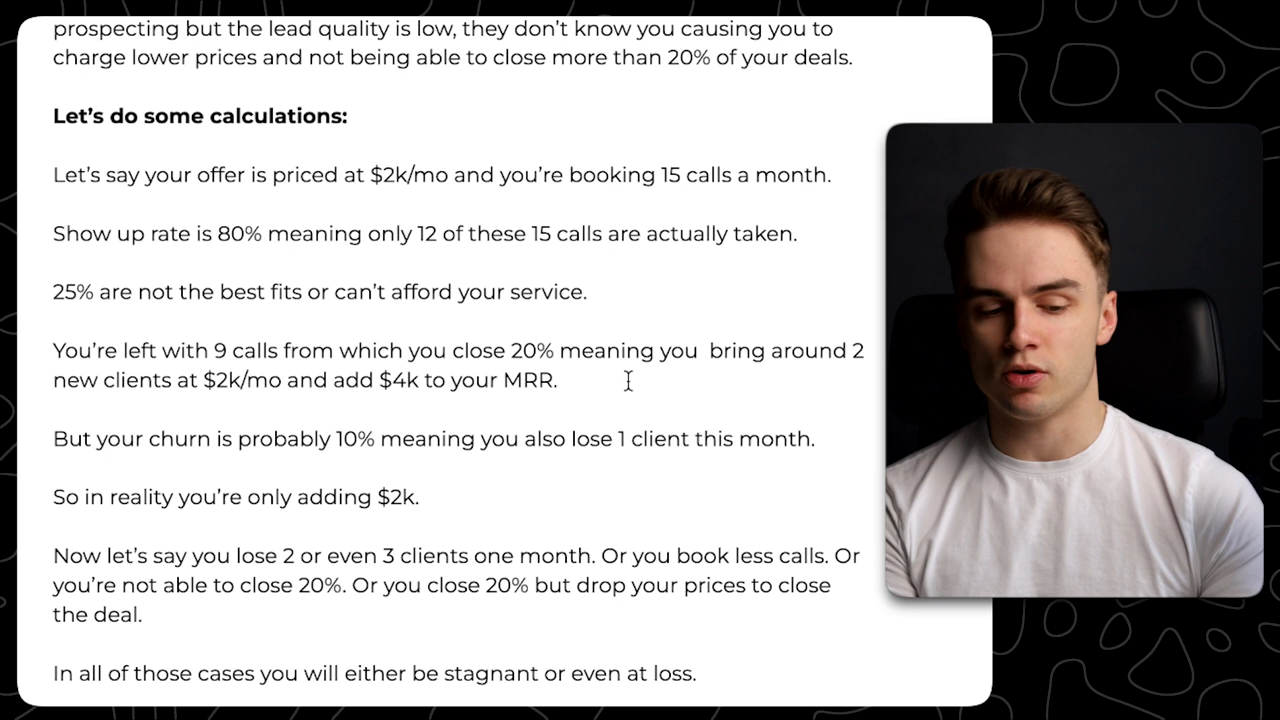 prospecting but the lead quality is low, they don’t know you causing you to
charge lower prices and not being able to close more than 20% of your deals.
Let’s do some calculations:
Let’s say your offer is priced at $2k/mo and you’re booking 15 calls a month.
Show up rate is 80% meaning only 12 of these 15 calls are actually taken.
25% are not the best fits or can’t afford your service.
You’re left with 9 calls from which you close 20% meaning you  bring around 2
new clients at $2k/mo and add $4k to your MRR.
But your churn is probably 10% meaning you also lose 1 client this month.
So in reality you’re only adding $2k.
Now let’s say you lose 2 or even 3 clients one month. Or you book less calls. Or
you’re not able to close 20%. Or you close 20% but drop your prices to close
the deal.
In all of those cases you will either be stagnant or even at loss.